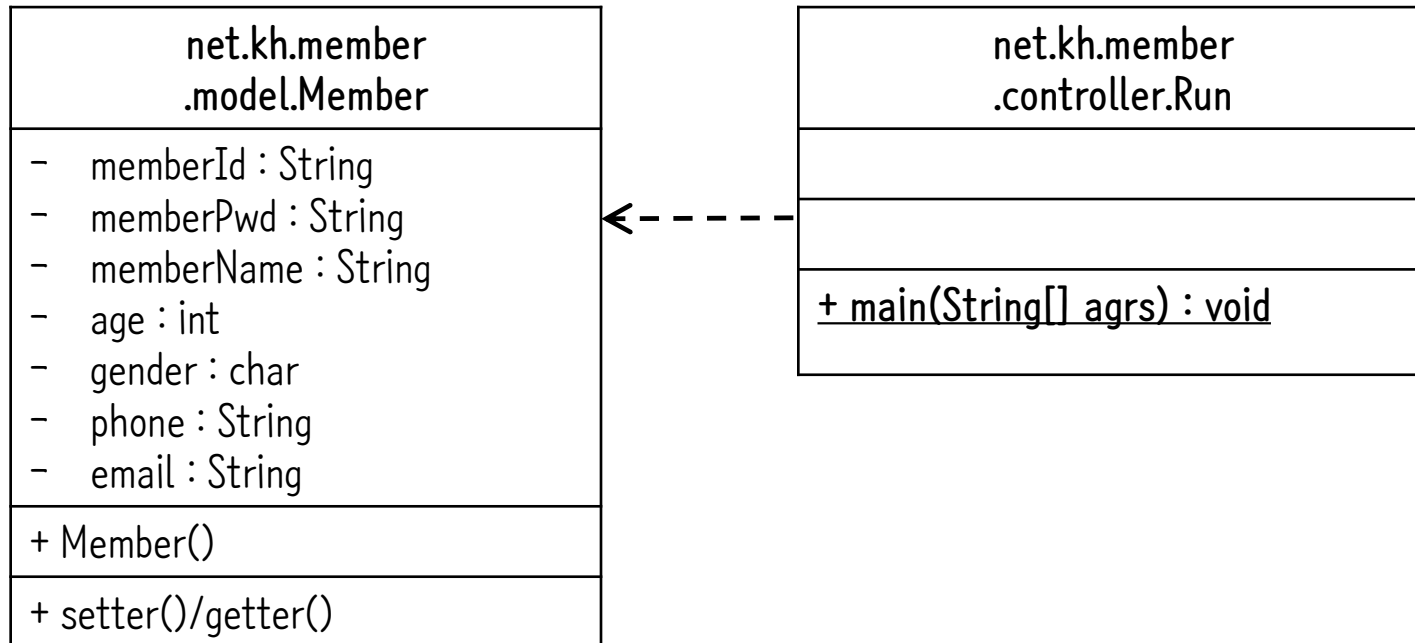 net.kh.member
.model.Member
- memberId : String
- memberPwd : String
- memberName : String
- age : int
- gender : char
- phone : String
- email : String
+ Member()
+ setter()/getter()
net.kh.member
.controller.Run
+ main(String[] agrs) : void